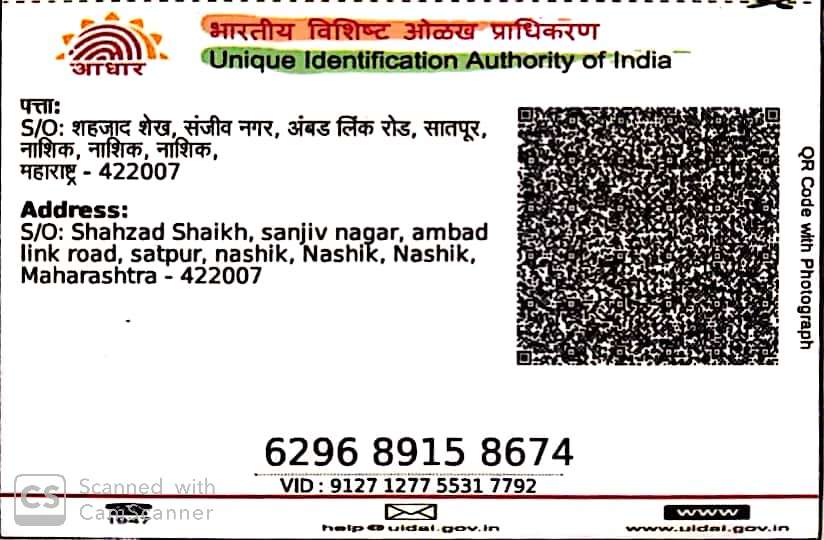 भारतीय विशिष्ट ओळख प्राधिकरण
Unique Identification Authority of India
आधार
पत्ता:
S/O: शहजाद शेख, संजीव नगर, अंबड लिंक रोड, सातपूर,
नाशिक, नाशिक, नाशिक,
महाराष्ट्र - 422007
Address:
S/O: Shahzad Shaikh, sanjiv nagar, ambad
link road, satpur, nashik, Nashik, Nashik,
Maharashtra - 422007
QR Code with Photograph
6296 8915 8674
VID : 9127 1277 5531 7792
CS Scanned with
CamScanner
1947
help@uidai.gov.in
www
www.uidai.gov.in